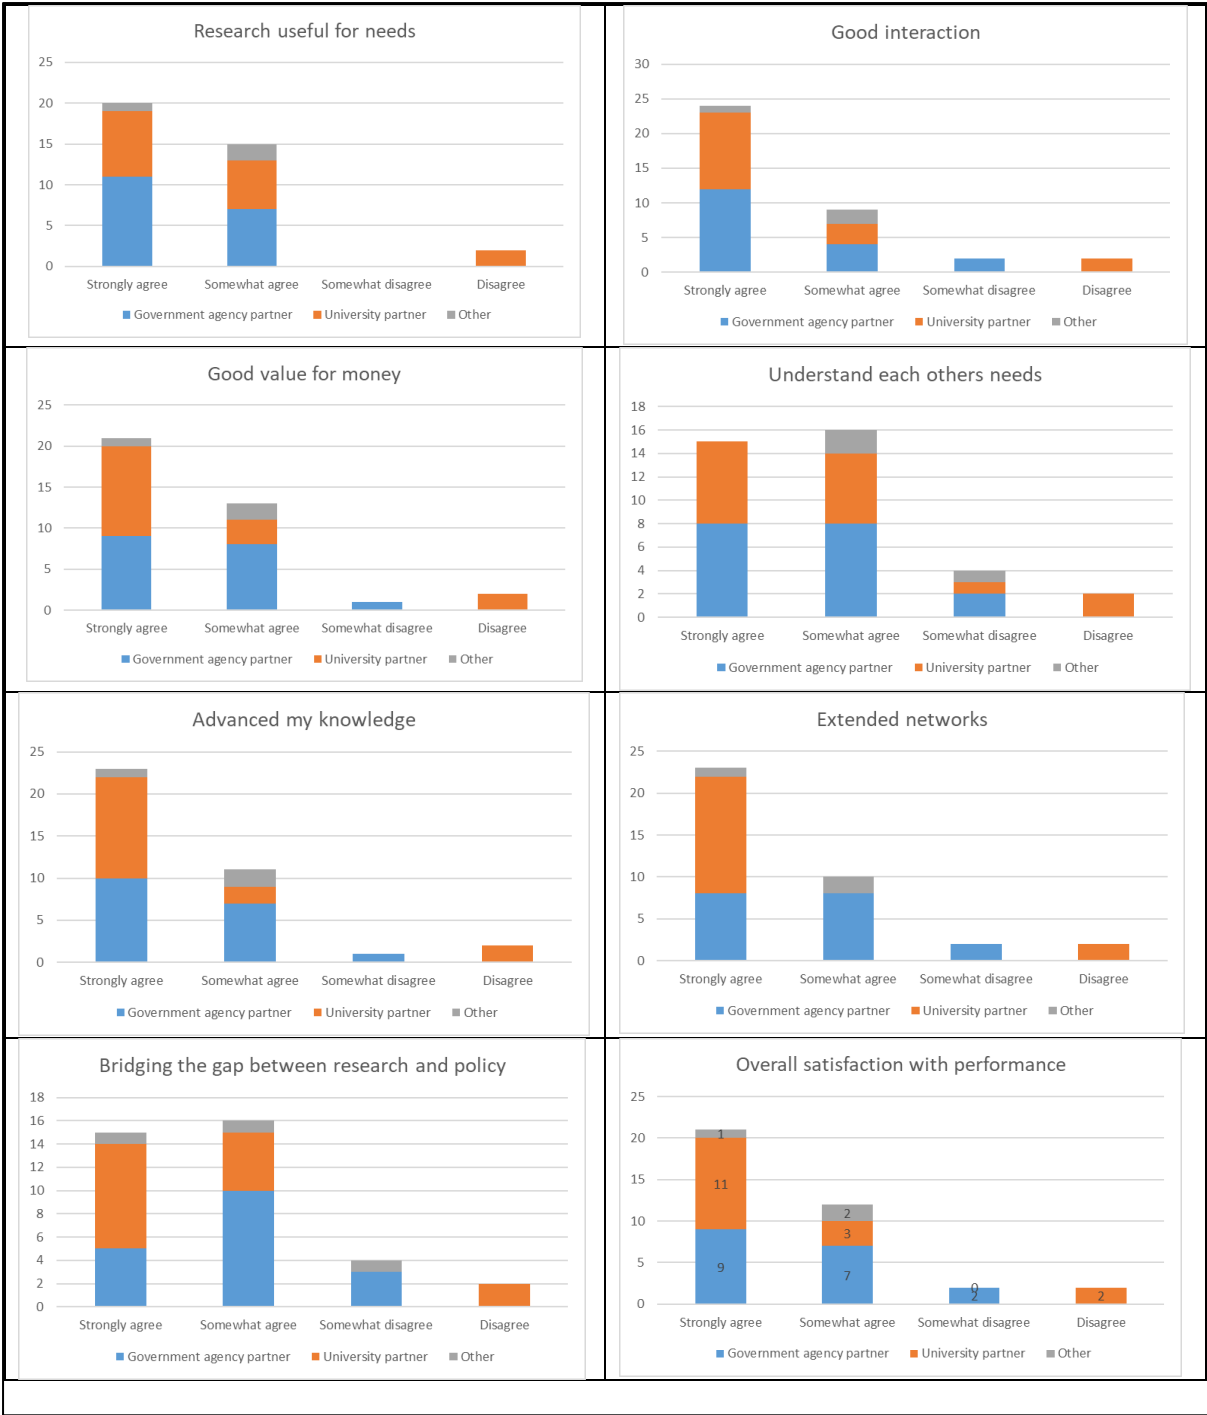 Research useful for needs
25
20
15
10
5
0
Strongly agree Somewhat agree Somewhat disagree Disagree
Government agency partner University partner Other
Good interaction
30
25
20
15
10
5
0
Strongly agree Somewhat agree Somewhat disagree Disagree
Government agency partner University partner Other
Good value for money
25
20
15
10
5
0
Strongly agree Somewhat agree Somewhat disagree Disagree
Government agency partner University partner Other
Understand each others needs
18
16
14
12
10
8
6
4
2
0
Strongly agree Somewhat agree Somewhat disagree Disagree
Government agency partner University partner Other
Advanced my knowledge
25
20
15
10
5
0
Strongly agree Somewhat agree Somewhat disagree Disagree
Government agency partner University partner Other
Extended networks
25
20
15
10
5
0
Strongly agree Somewhat agree Somewhat disagree Disagree
Government agency partner University partner Other
Bridging the gap between research and policy
18
16
14
12
10
8
6
4
2
0
Strongly agree Somewhat agree Somewhat disagree Disagree
Government agency partner University partner Other
Overall satisfaction with performance
25
20
15
10
5
0
1
11
9
2
3
7
0
2
2
Strongly agree Somewhat agree Somewhat disagree Disagree
Government agency partner University partner Other